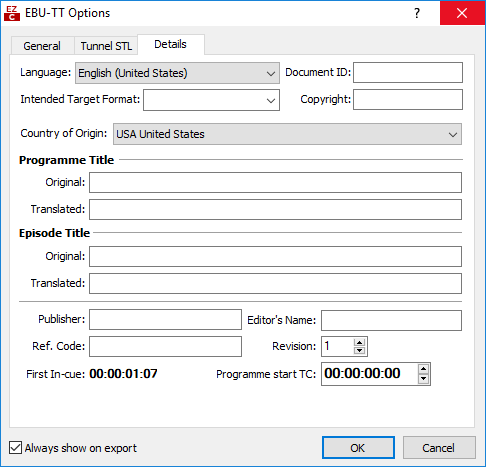 EZ C EBU-TT Options ?
General Tunnel STL Details
Language: English (United States) Document ID:
Intended Target Format: Copyright:
Country of Origin: USA United States
Programme Title
Original:
Translated:
Episode Title
Original:
Translated:
Publisher: Editor's Name:
Ref. Code: Revision: 1
First In-cue: 00:00:01:07 Programme start TC: 00:00:00:00
Always show on export OK Cancel